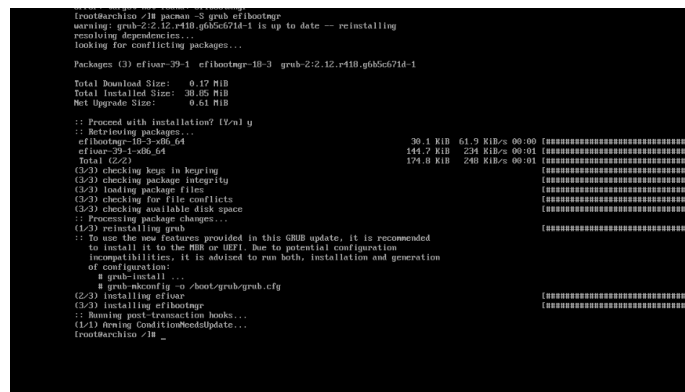 [root@archiso /]# pacman -S grub efibootmgr
warning: grub-2:2.12.r418.g6b5c671d-1 is up to date -- reinstalling
resolving dependencies...
looking for conflicting packages...
Packages (3) efivar-39-1  efibootmgr-18-3  grub-2:2.12.r418.g6b5c671d-1
Total Download Size:    0.17 MiB
Total Installed Size:  38.85 MiB
Net Upgrade Size:       0.61 MiB
:: Proceed with installation? [Y/n] y
:: Retrieving packages...
efibootmgr-18-3-x86_64 30.1 KiB 61.9 KiB/s 00:00 [##############################
efivar-39-1-x86_64 144.7 KiB 234 KiB/s 00:01 [##############################
Total (2/2) 174.8 KiB 248 KiB/s 00:01 [##############################
(3/3) checking keys in keyring [##############################
(3/3) checking package integrity [##############################
(3/3) loading package files [##############################
(3/3) checking for file conflicts [##############################
(3/3) checking available disk space [##############################
:: Processing package changes...
(1/3) reinstalling grub [##############################
:: To use the new features provided in this GRUB update, it is recommended
to install it to the MBR or UEFI. Due to potential configuration
incompatibilities, it is advised to run both, installation and generation
of configuration:
# grub-install ...
# grub-mkconfig -o /boot/grub/grub.cfg
(2/3) installing efivar [##############################
(3/3) installing efibootmgr [##############################
:: Running post-transaction hooks...
(1/1) Arming ConditionNeedsUpdate...
[root@archiso /]# _